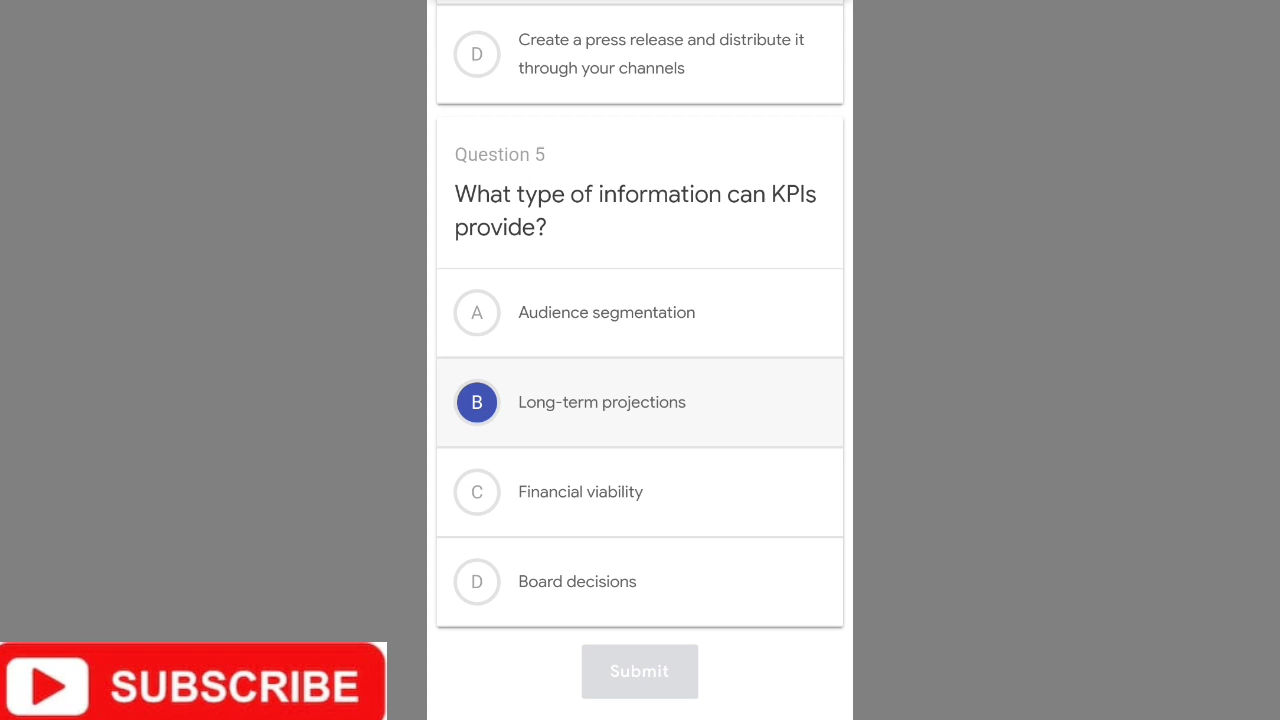 D
Create a press release and distribute it
through your channels
Question 5
What type of information can KPIs
provide?
A
Audience segmentation
B
Long-term projections
C
Financial viability
D
Board decisions
Submit
SUBSCRIBE